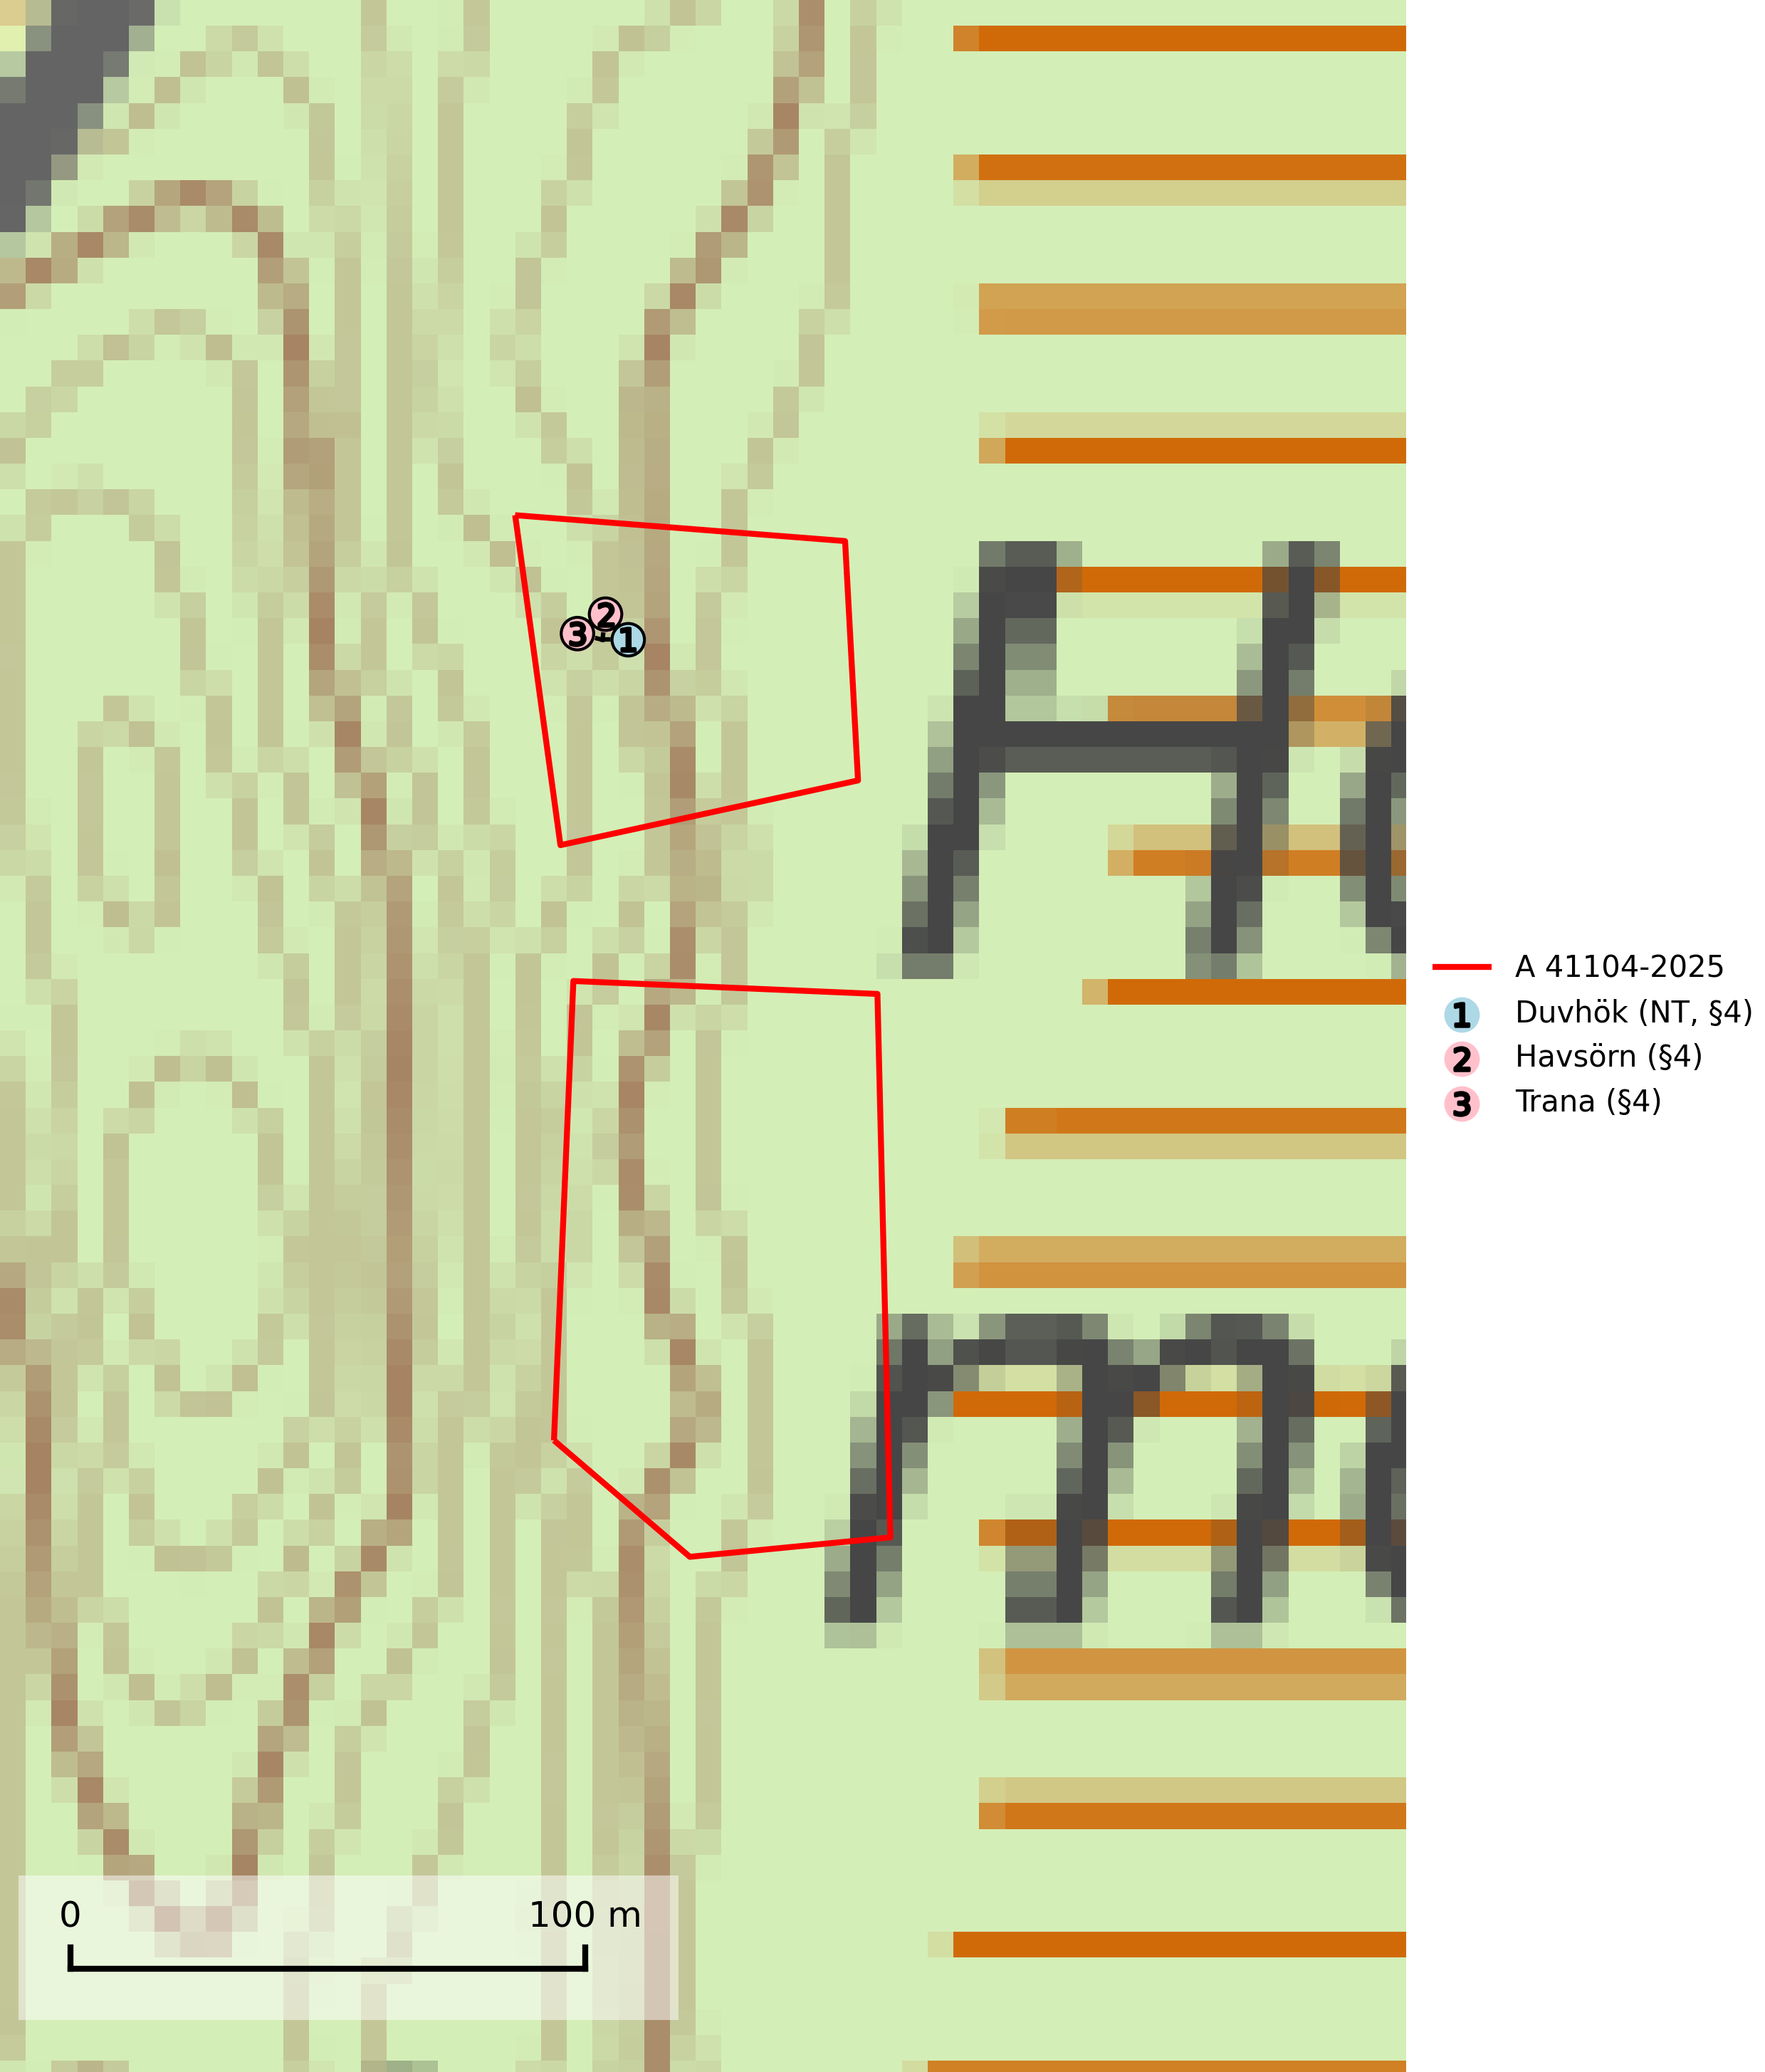 2
3
1
A 41104-2025
1 Duvhök (NT, §4)
2 Havsörn (§4)
3 Trana (§4)
0 100 m